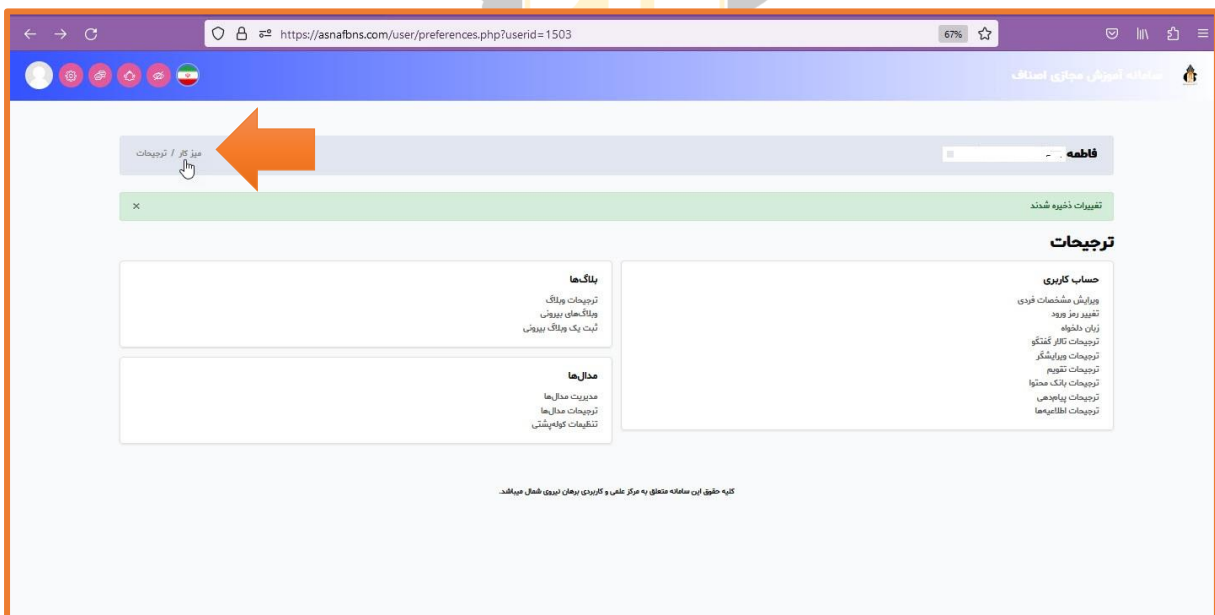 https://asnafbns.com/user/preferences.php?userid=1503
67%
سامانه آموزش مجازی اصناف
فاطمه
میز کار / ترجیحات
تغییرات ذخیره شدند
×
ترجیحات
حساب کاربری
ویرایش مشخصات فردی
تغییر رمز ورود
زبان دلخواه
ترجیحات تالار گفتگو
ترجیحات ویرایشگر
ترجیحات تقویم
ترجیحات بانک محتوا
ترجیحات پیام‌دهی
ترجیحات اطلاعیه‌ها
بلاگ‌ها
ترجیحات وبلاگ
وبلاگ‌های بیرونی
ثبت یک وبلاگ بیرونی
مدال‌ها
مدیریت مدال‌ها
ترجیحات مدال‌ها
تنظیمات کوله‌پشتی
کلیه حقوق این سامانه متعلق به مرکز علمی و کاربردی برهان نیروی شمال میباشد.